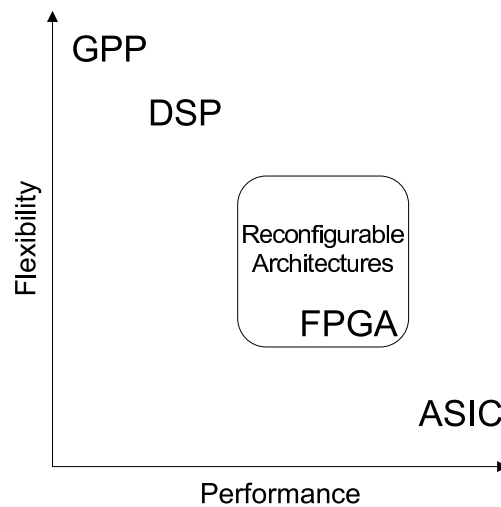 GPP
DSP
Reconfigurable
Architectures
FPGA
ASIC
Flexibility
Performance